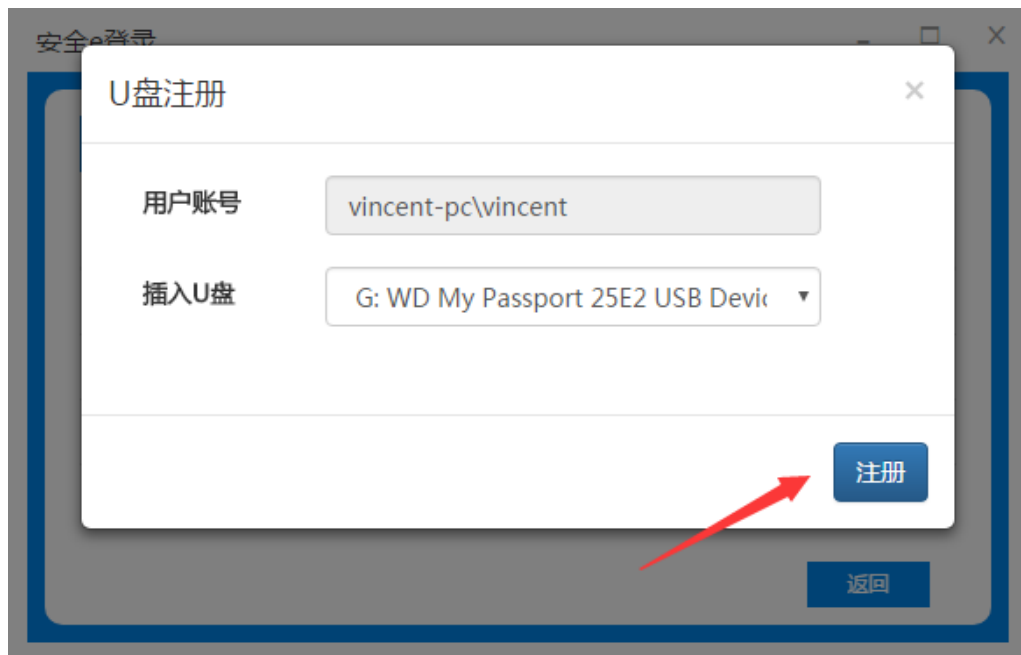 安全e登录
U盘注册
用户账号
vincent-pc\vincent
插入U盘
G: WD My Passport 25E2 USB Devic
注册
返回